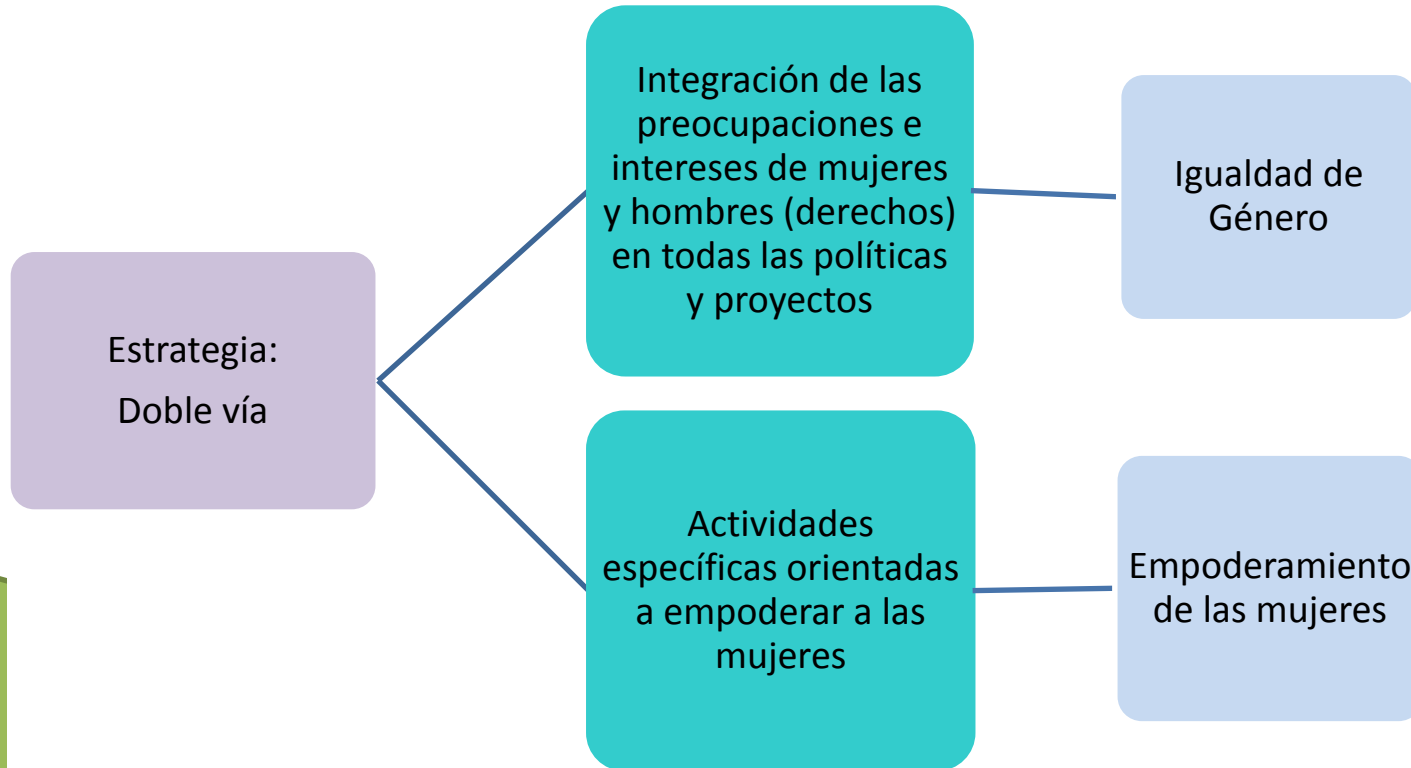 Estrategia:
Doble vía
Integración de las
preocupaciones e
intereses de mujeres
y hombres (derechos)
en todas las políticas
y proyectos
Igualdad de
Género
Actividades
específicas orientadas
a empoderar a las
mujeres
Empoderamiento
de las mujeres